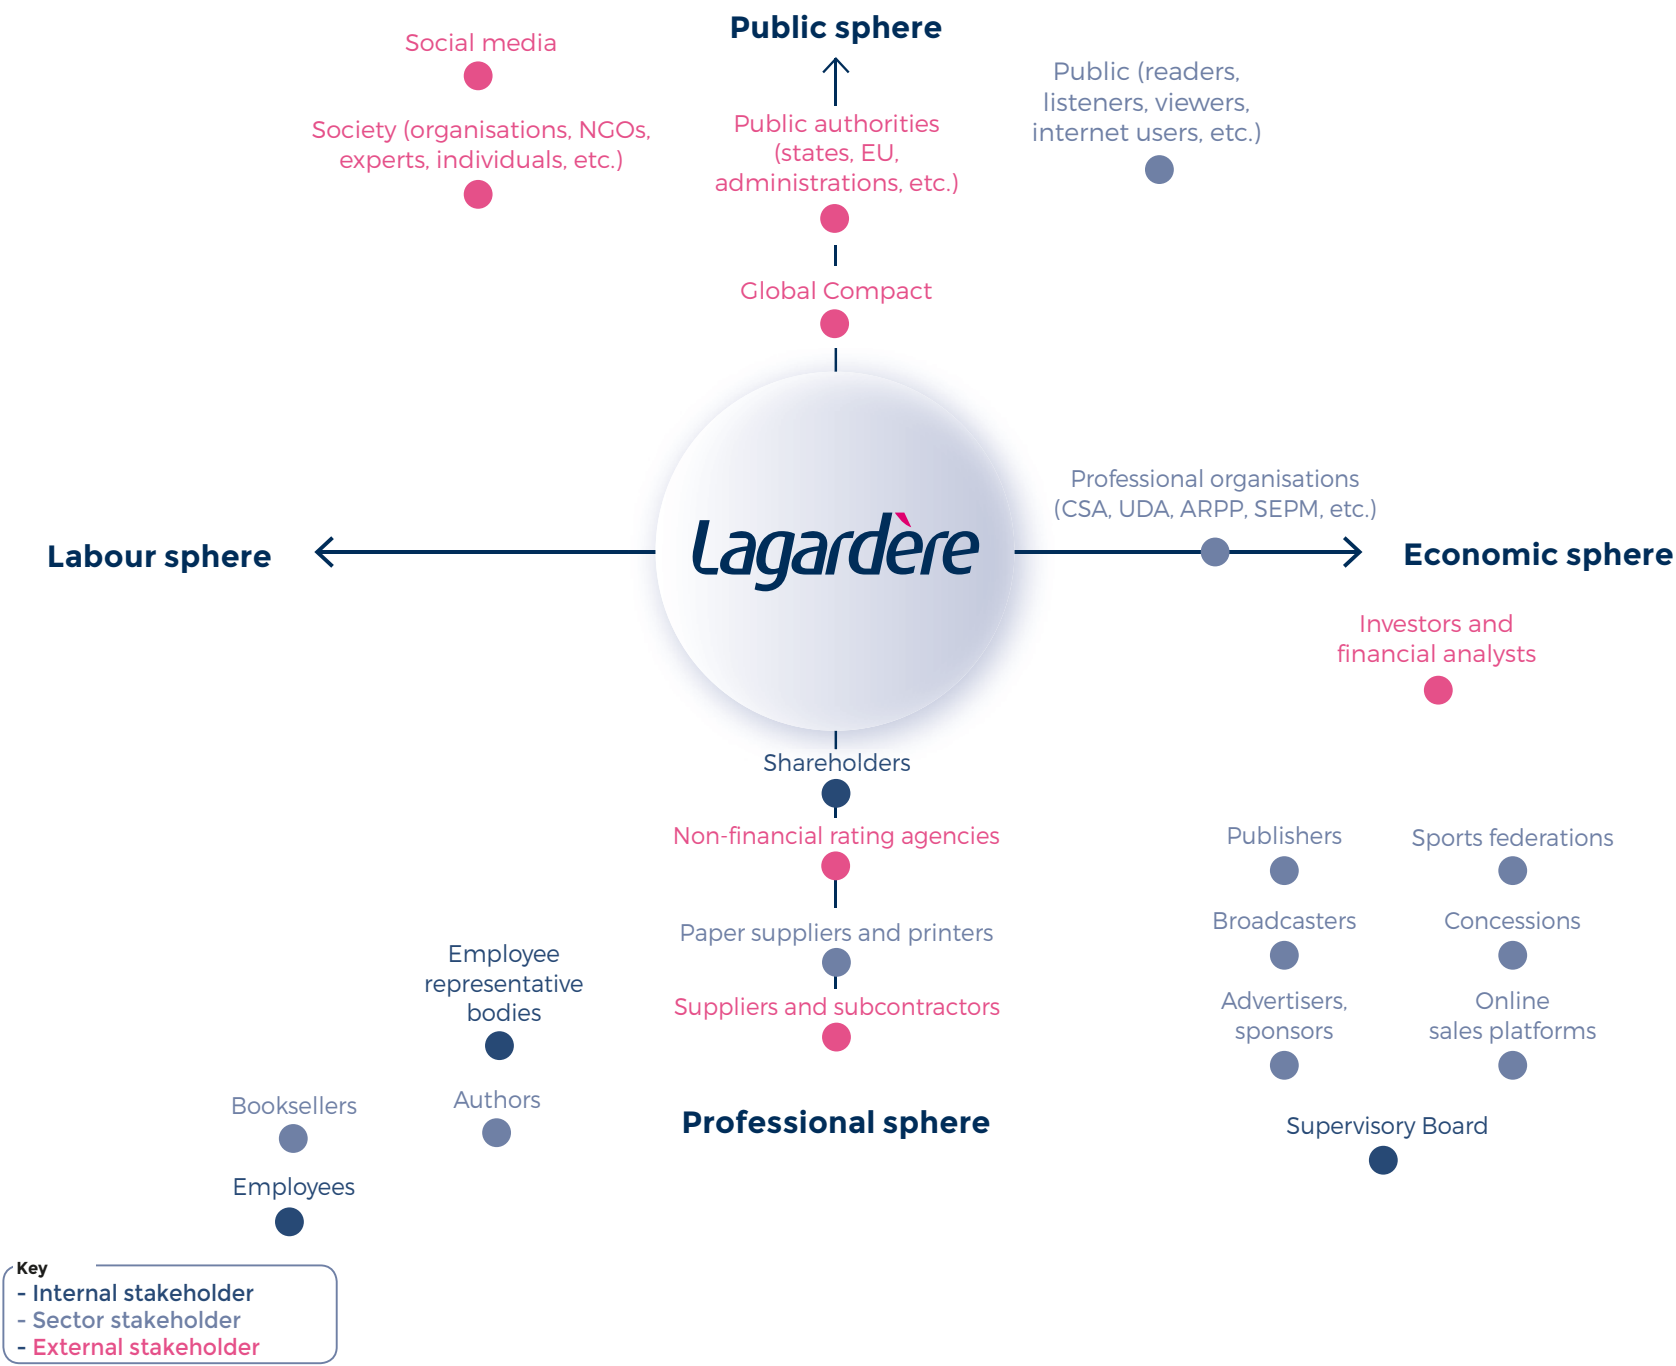 Public sphere
Social media
Society (organisations, NGOs,
experts, individuals, etc.)
Public authorities
(states, EU,
administrations, etc.)
Public (readers,
listeners, viewers,
internet users, etc.)
Global Compact
Labour sphere
Lagardère
Professional organisations
(CSA, UDA, ARPP, SEPM, etc.)
Economic sphere
Investors and
financial analysts
Shareholders
Non-financial rating agencies
Paper suppliers and printers
Suppliers and subcontractors
Professional sphere
Publishers
Sports federations
Broadcasters
Concessions
Advertisers,
sponsors
Online
sales platforms
Supervisory Board
Employee
representative
bodies
Booksellers
Authors
Employees
Key
- Internal stakeholder
- Sector stakeholder
- External stakeholder